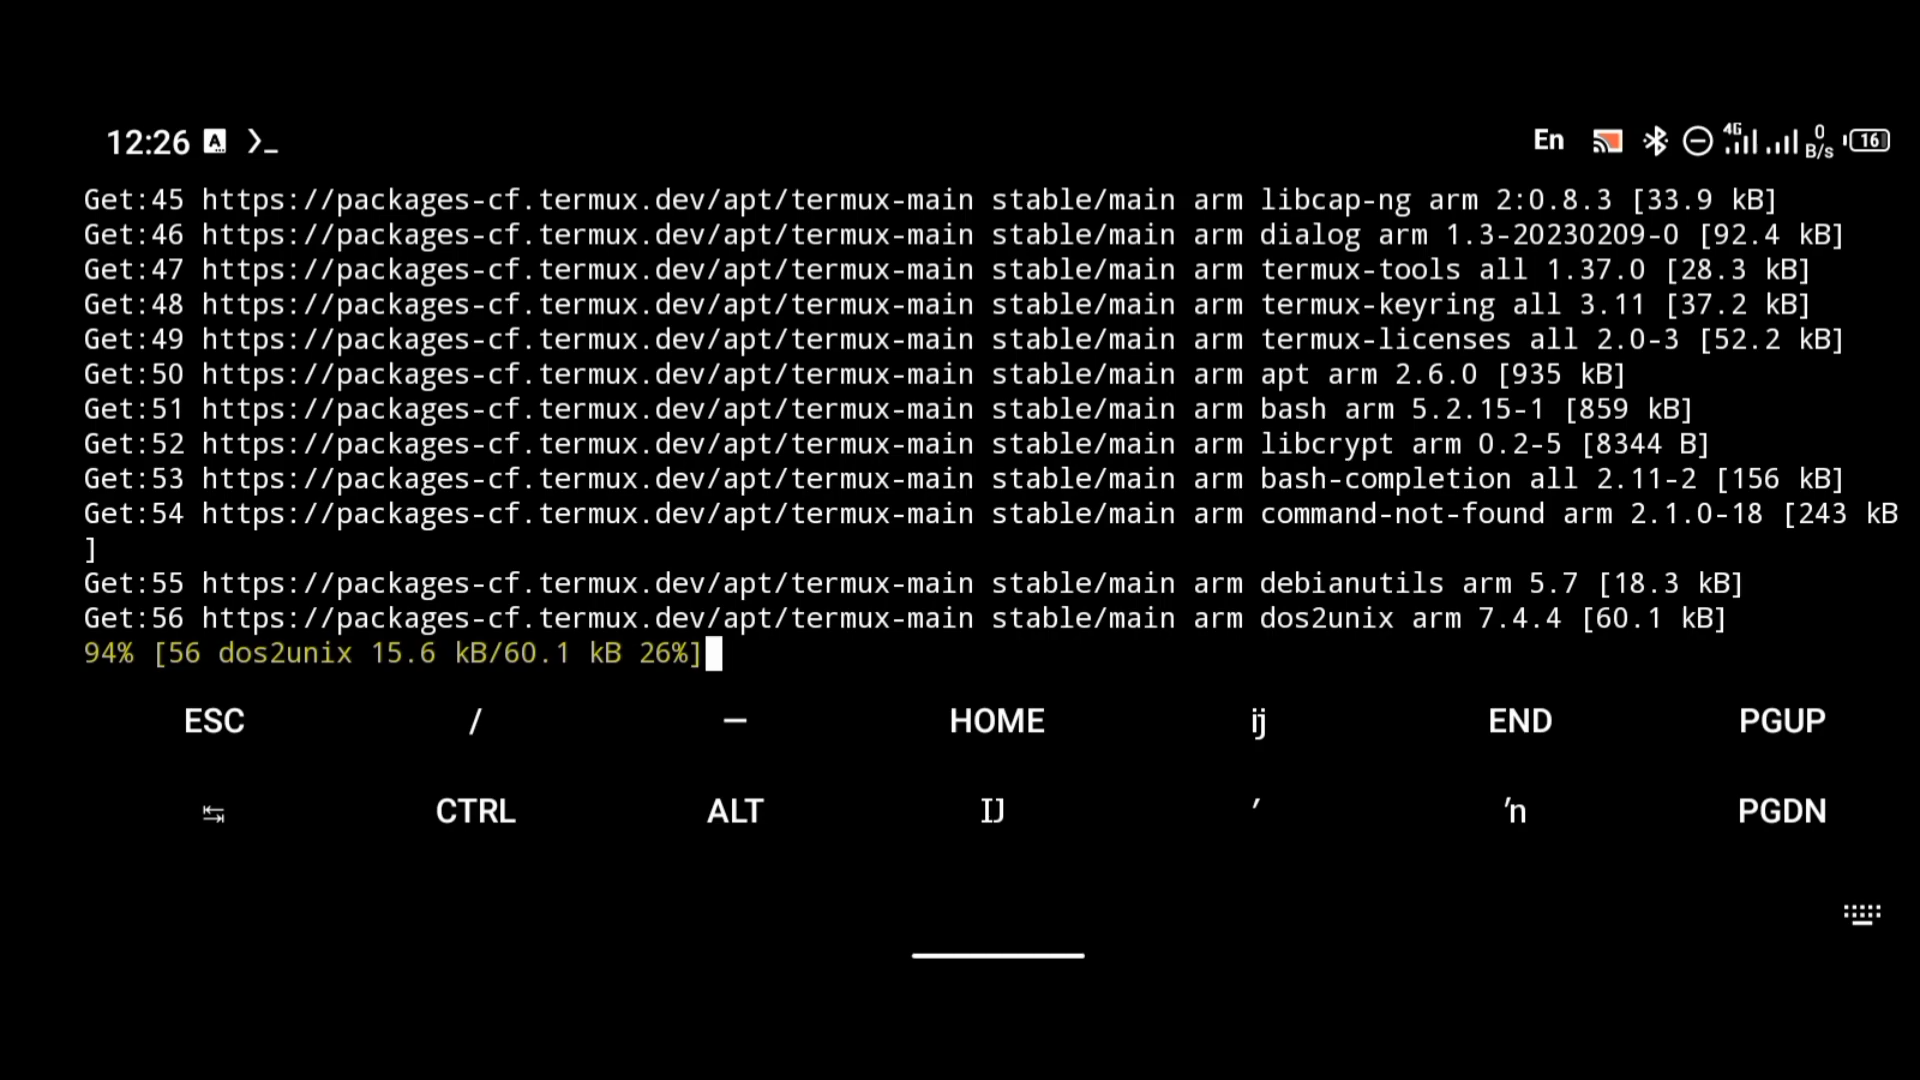 12:26 A >_ En 4G 0 B/s 16
Get:45 https://packages-cf.termux.dev/apt/termux-main stable/main arm libcap-ng arm 2:0.8.3 [33.9 kB]
Get:46 https://packages-cf.termux.dev/apt/termux-main stable/main arm dialog arm 1.3-20230209-0 [92.4 kB]
Get:47 https://packages-cf.termux.dev/apt/termux-main stable/main arm termux-tools all 1.37.0 [28.3 kB]
Get:48 https://packages-cf.termux.dev/apt/termux-main stable/main arm termux-keyring all 3.11 [37.2 kB]
Get:49 https://packages-cf.termux.dev/apt/termux-main stable/main arm termux-licenses all 2.0-3 [52.2 kB]
Get:50 https://packages-cf.termux.dev/apt/termux-main stable/main arm apt arm 2.6.0 [935 kB]
Get:51 https://packages-cf.termux.dev/apt/termux-main stable/main arm bash arm 5.2.15-1 [859 kB]
Get:52 https://packages-cf.termux.dev/apt/termux-main stable/main arm libcrypt arm 0.2-5 [8344 B]
Get:53 https://packages-cf.termux.dev/apt/termux-main stable/main arm bash-completion all 2.11-2 [156 kB]
Get:54 https://packages-cf.termux.dev/apt/termux-main stable/main arm command-not-found arm 2.1.0-18 [243 kB
]
Get:55 https://packages-cf.termux.dev/apt/termux-main stable/main arm debianutils arm 5.7 [18.3 kB]
Get:56 https://packages-cf.termux.dev/apt/termux-main stable/main arm dos2unix arm 7.4.4 [60.1 kB]
94% [56 dos2unix 15.6 kB/60.1 kB 26%]
ESC / — HOME ĳ END PGUP
↹ CTRL ALT Ĳ ′ ŉ PGDN